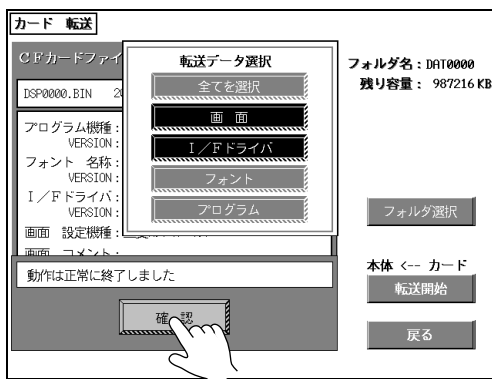 カード 転送
CFカードファイ
DSP0000.BIN 20
プログラム機種:
VERSION:
フォント 名称:
VERSION:
I/Fドライバ:
VERSION:
画面 設定機種:
画面 コメント:
転送データ選択
全てを選択
画 面
I/Fドライバ
フォント
プログラム
フォルダ名: DAT0000
残り容量: 987216 KB
フォルダ選択
動作は正常に終了しました
確 認
本体 <-- カード
転送開始
戻る